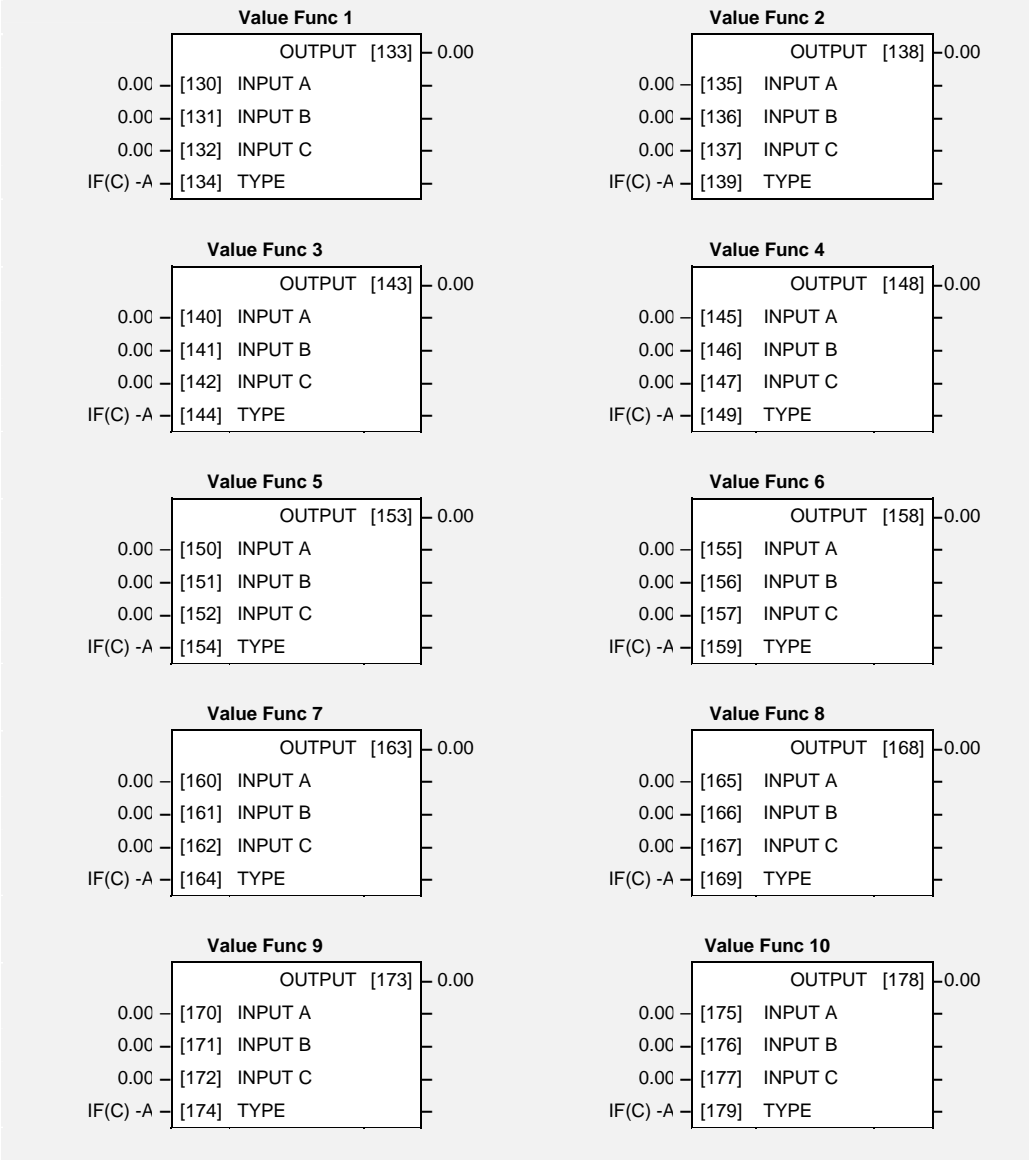 Value Func 1
OUTPUT [133] 0.00
0.00 [130] INPUT A
0.00 [131] INPUT B
0.00 [132] INPUT C
IF(C) -A [134] TYPE
Value Func 2
OUTPUT [138] 0.00
0.00 [135] INPUT A
0.00 [136] INPUT B
0.00 [137] INPUT C
IF(C) -A [139] TYPE
Value Func 3
OUTPUT [143] 0.00
0.00 [140] INPUT A
0.00 [141] INPUT B
0.00 [142] INPUT C
IF(C) -A [144] TYPE
Value Func 4
OUTPUT [148] 0.00
0.00 [145] INPUT A
0.00 [146] INPUT B
0.00 [147] INPUT C
IF(C) -A [149] TYPE
Value Func 5
OUTPUT [153] 0.00
0.00 [150] INPUT A
0.00 [151] INPUT B
0.00 [152] INPUT C
IF(C) -A [154] TYPE
Value Func 6
OUTPUT [158] 0.00
0.00 [155] INPUT A
0.00 [156] INPUT B
0.00 [157] INPUT C
IF(C) -A [159] TYPE
Value Func 7
OUTPUT [163] 0.00
0.00 [160] INPUT A
0.00 [161] INPUT B
0.00 [162] INPUT C
IF(C) -A [164] TYPE
Value Func 8
OUTPUT [168] 0.00
0.00 [165] INPUT A
0.00 [166] INPUT B
0.00 [167] INPUT C
IF(C) -A [169] TYPE
Value Func 9
OUTPUT [173] 0.00
0.00 [170] INPUT A
0.00 [171] INPUT B
0.00 [172] INPUT C
IF(C) -A [174] TYPE
Value Func 10
OUTPUT [178] 0.00
0.00 [175] INPUT A
0.00 [176] INPUT B
0.00 [177] INPUT C
IF(C) -A [179] TYPE